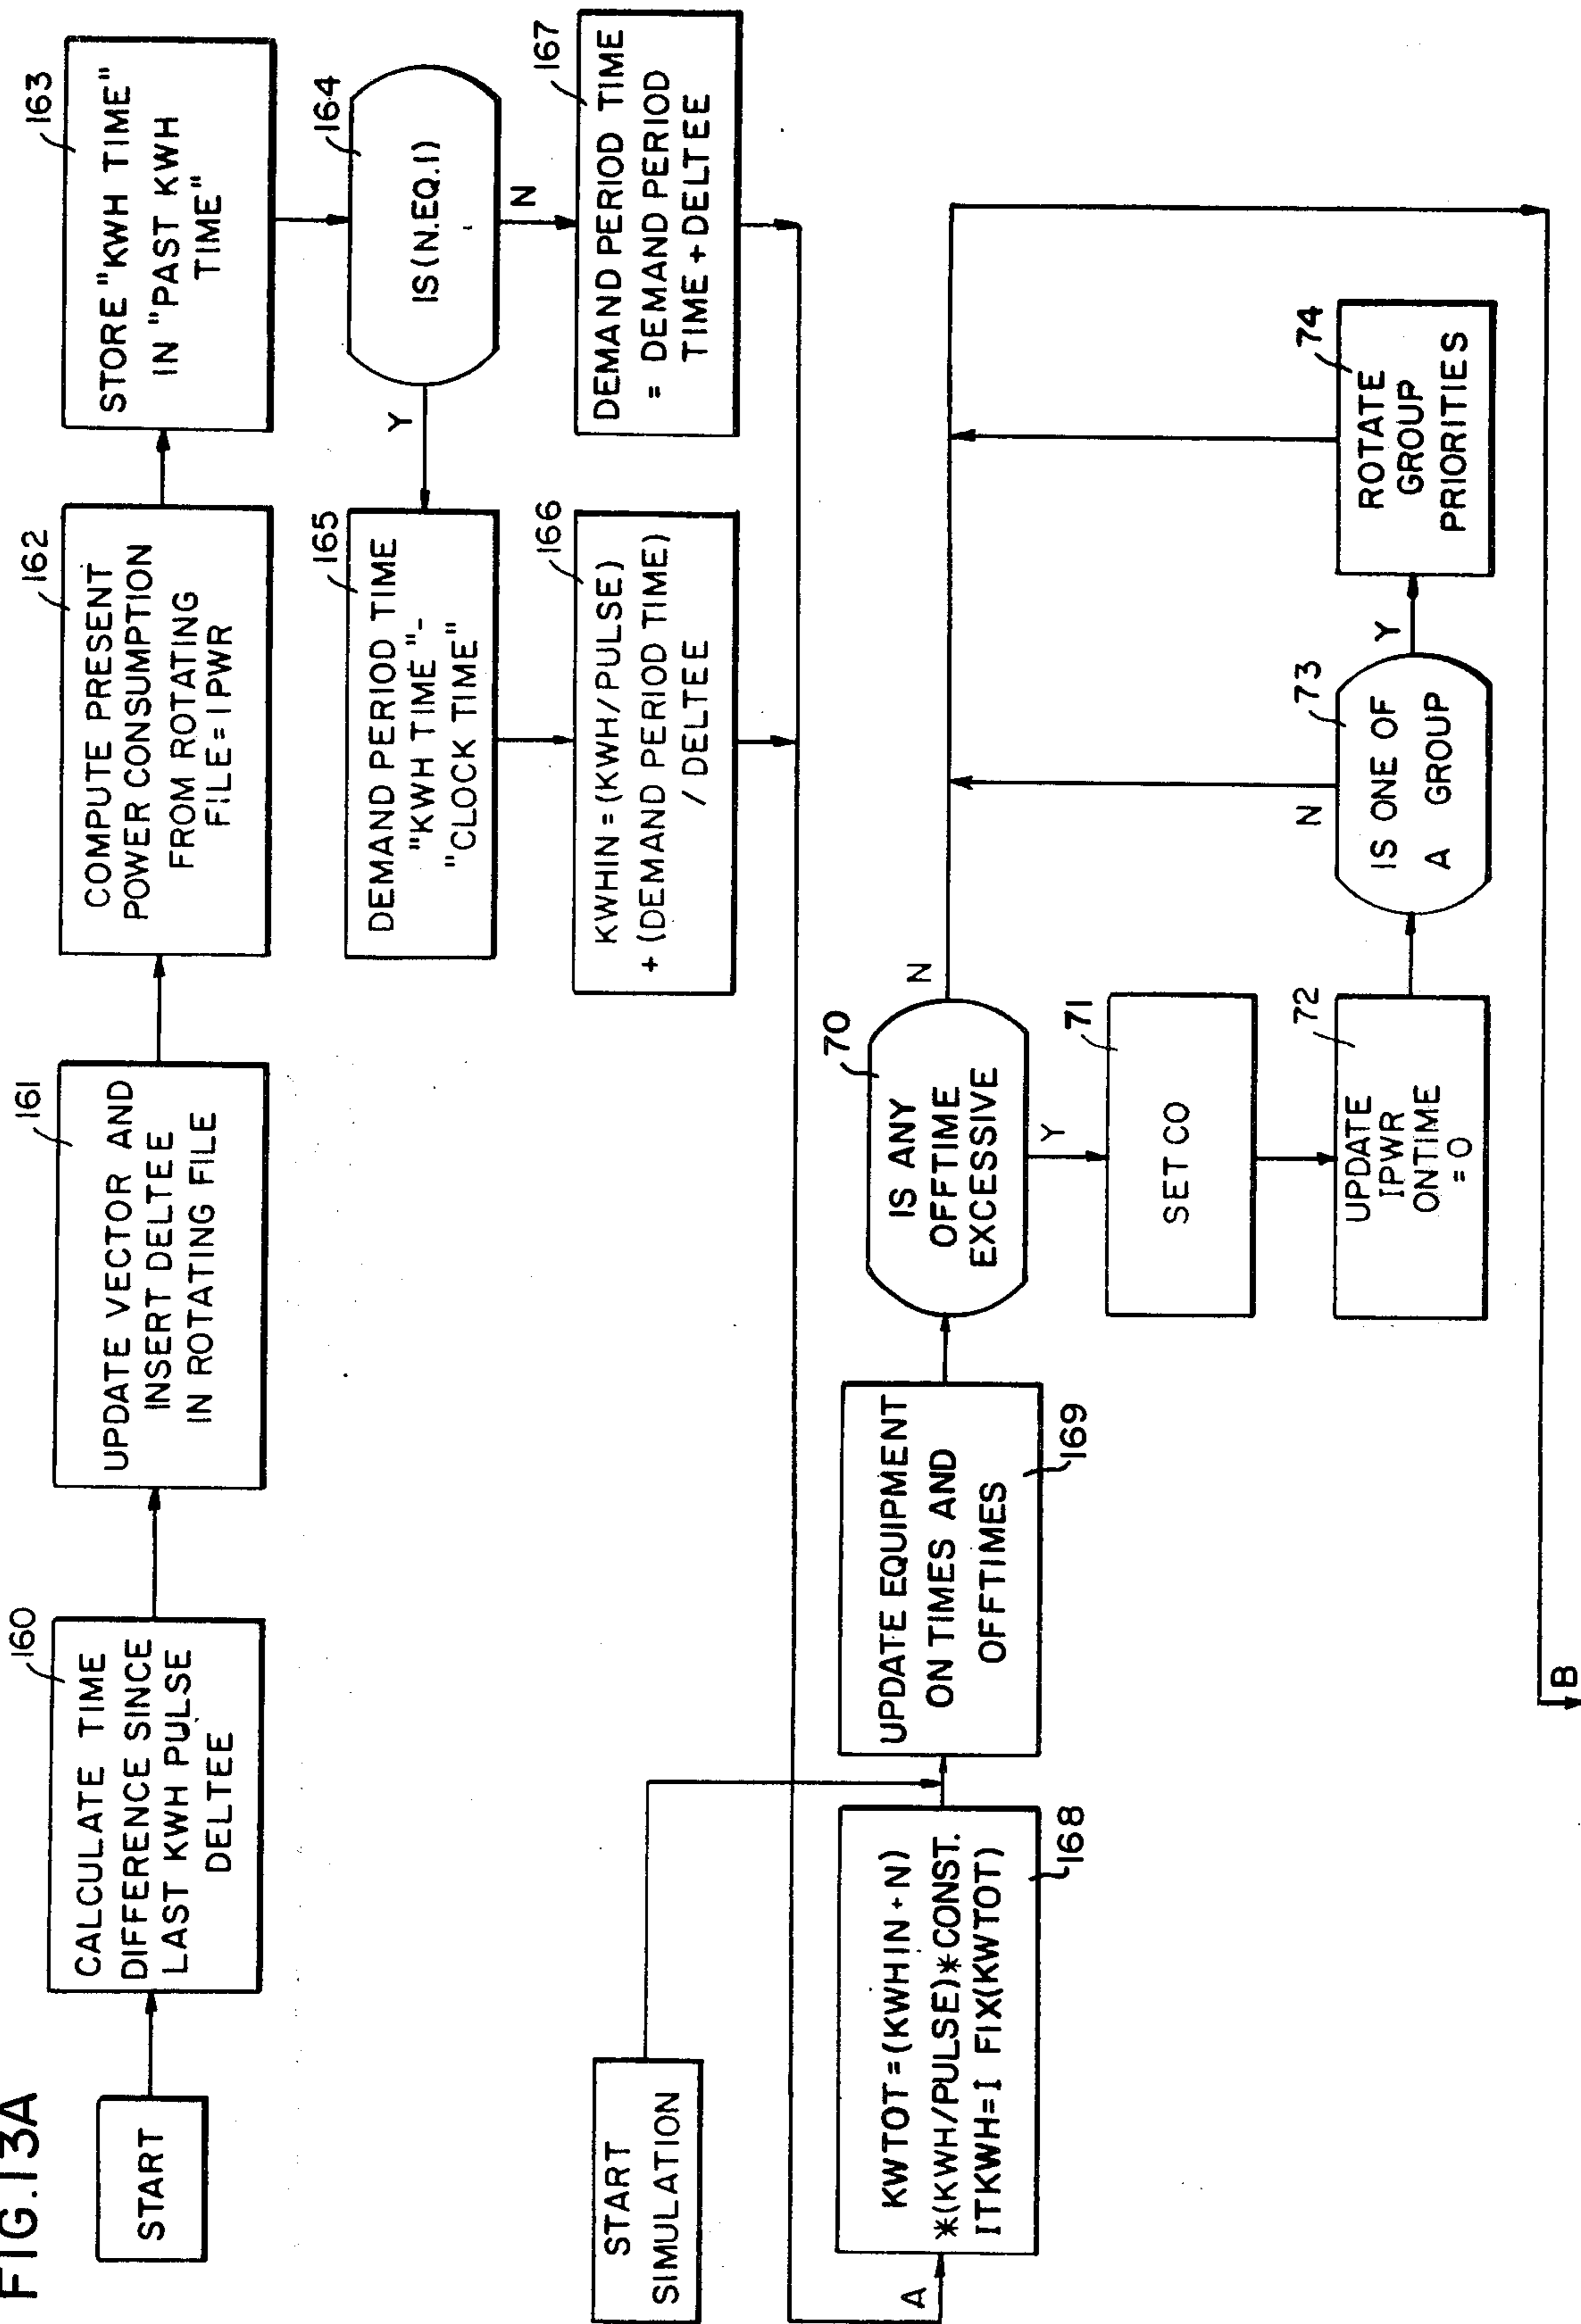 FIG. 13A
START
160
CALCULATE TIME
DIFFERENCE SINCE
LAST KWH PULSE
DELTEE
161
UPDATE VECTOR AND
INSERT DELTEE
IN ROTATING FILE
162
COMPUTE PRESENT
POWER CONSUMPTION
FROM ROTATING
FILE = IPWR
163
STORE "KWH TIME"
IN "PAST KWH
TIME"
164
IS (N.EQ.1)
Y
N
165
DEMAND PERIOD TIME
"KWH TIME"-
"CLOCK TIME"
166
KWHIN = (KWH/PULSE)
+ (DEMAND PERIOD TIME)
/ DELTEE
167
DEMAND PERIOD TIME
= DEMAND PERIOD
TIME + DELTEE
START
SIMULATION
A
168
KWTOT = (KWHIN + N)
*(KWH/PULSE)*CONST.
ITKWH = I FIX(KWTOT)
169
UPDATE EQUIPMENT
ON TIMES AND
OFFTIMES
70
IS ANY
OFFTIME
EXCESSIVE
N
Y
71
SET CO
72
UPDATE
IPWR
ONTIME
= 0
73
IS ONE OF
A GROUP
N
Y
74
ROTATE
GROUP
PRIORITIES
B